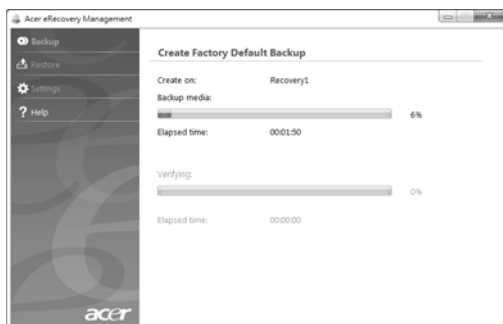 Acer eRecovery Management
Backup
Restore
Settings
Help
Create Factory Default Backup
Create on: Recovery1
Backup media:
6%
Elapsed time: 00:01:50
Verifying:
0%
Elapsed time: 00:00:00
acer